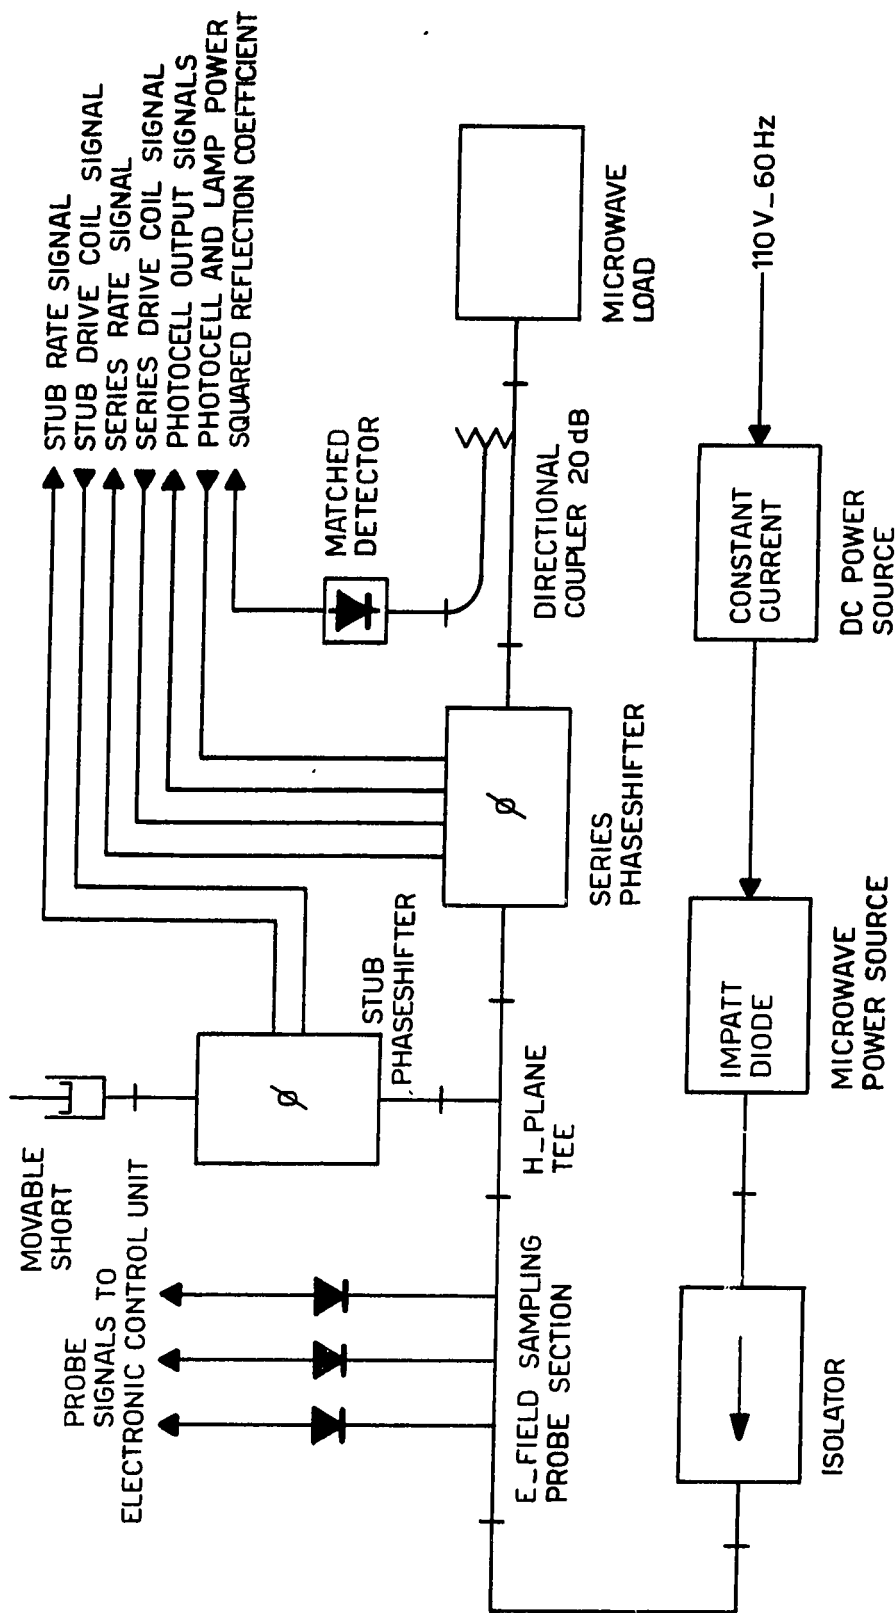 STUB RATE SIGNAL
STUB DRIVE COIL SIGNAL
SERIES RATE SIGNAL
SERIES DRIVE COIL SIGNAL
PHOTOCELL OUTPUT SIGNALS
PHOTOCELL AND LAMP POWER
SQUARED REFLECTION COEFFICIENT
MOVABLE
SHORT
PROBE
SIGNALS TO
ELECTRONIC CONTROL UNIT
STUB
PHASESHIFTER
Ø
MATCHED
DETECTOR
Ø
E_FIELD SAMPLING
PROBE SECTION
H_PLANE
TEE
SERIES
PHASESHIFTER
DIRECTIONAL
COUPLER 20 dB
MICROWAVE
LOAD
ISOLATOR
IMPATT
DIODE
MICROWAVE
POWER SOURCE
CONSTANT
CURRENT
DC POWER
SOURCE
110 V_60 Hz